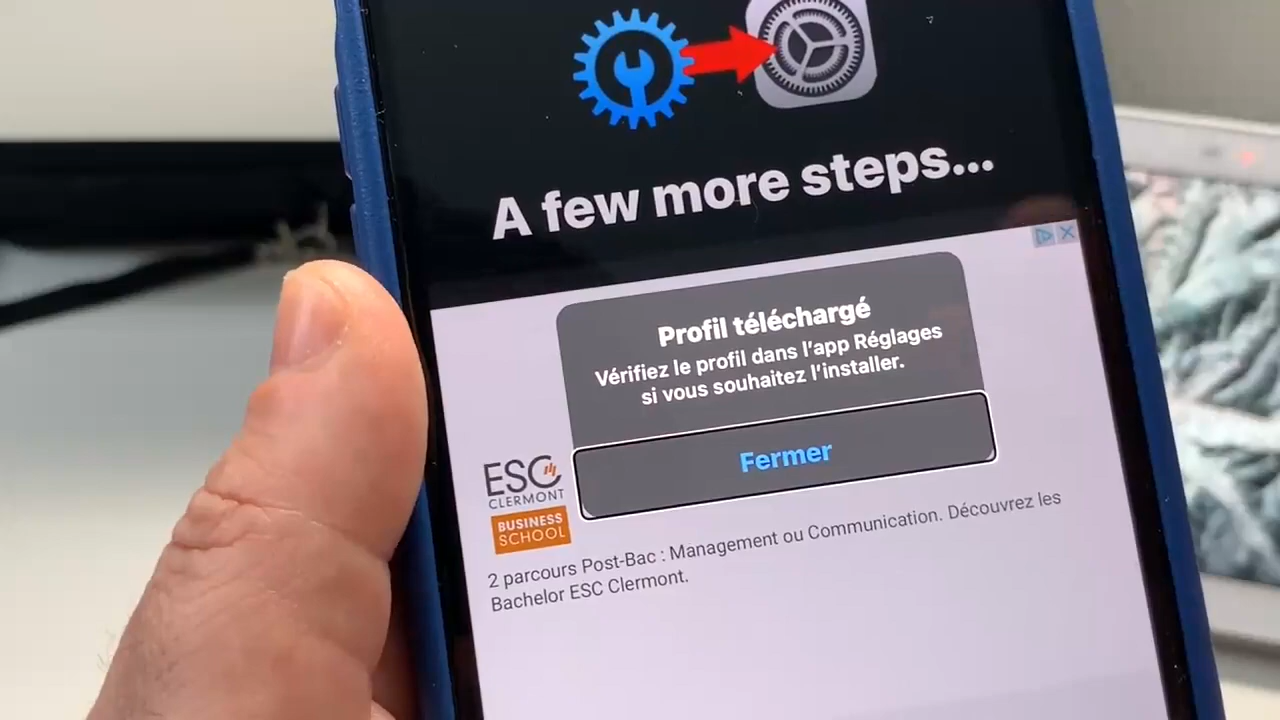 A few more steps...
Profil téléchargé
Vérifiez le profil dans l'app Réglages
si vous souhaitez l'installer.
Fermer
ESC
CLERMONT
BUSINESS
SCHOOL
2 parcours Post-Bac : Management ou Communication. Découvrez les
Bachelor ESC Clermont.